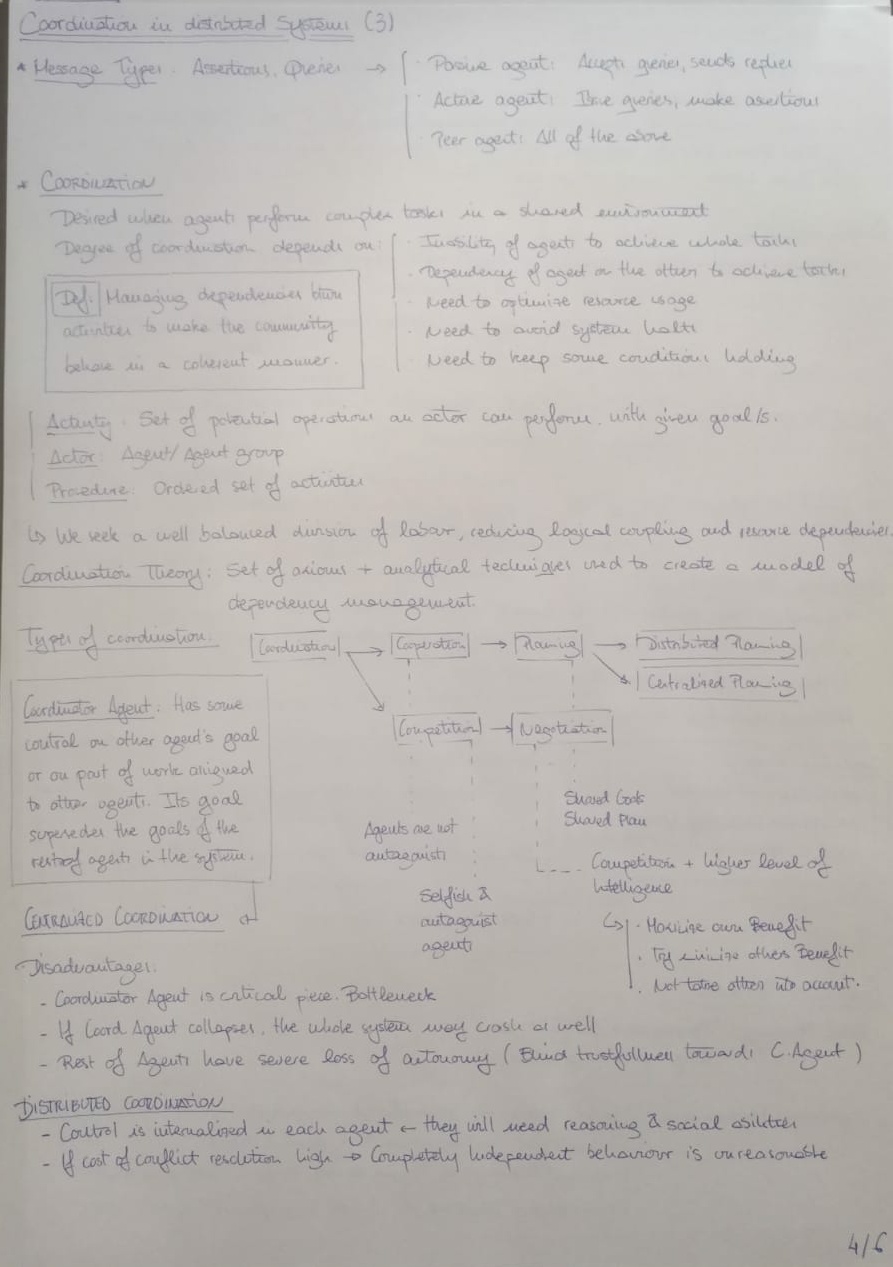 Coordination in distributed Systems (3)
* Message Types. Assertions, Queries → · Passive agent: Accepts queries, sends replies
· Active agent: Issue queries, make assertions
· Peer agent: All of the above
* COORDINATION
Desired when agents perform complex tasks in a shared environment
Degree of coordination depends on: · Inability of agents to achieve whole tasks
· Dependency of agent on the others to achieve tasks
· Need to optimize resource usage
· Need to avoid system halts
· Need to keep some conditions holding
Def: Managing dependencies btwn
activities to make the community
behave in a coherent manner.
Activity. Set of potential operations an actor can perform, with given goal/s.
Actor: Agent/Agent group
Procedure: Ordered set of activities
↳ We seek a well balanced division of labour, reducing logical coupling and resource dependencies.
Coordination Theory: Set of axioms + analytical techniques used to create a model of
dependency management.
Types of coordination. Coordination → Cooperation → Planning → Distributed Planning
Centralised Planning
Competition → Negotiation
Coordinator Agent: Has some
control on other agent's goal
or on part of work assigned
to other agents. Its goal
supersedes the goals of the
rest of agents in the system.
Shared Goals
Shared Plan
Agents are not
antagonists
Competition + higher level of
Intelligence
Selfish &
antagonist
agents
↳ · Maximize own Benefit
· Try minimize others Benefit
· Not take others into account.
CENTRALIZED COORDINATION
Disadvantages.
- Coordinator Agent is critical piece. Bottleneck
- If Coord Agent collapses, the whole system may crash as well
- Rest of Agents have severe loss of autonomy (Blind trustfullness towards C.Agent)
DISTRIBUTED COORDINATION
- Control is internalized in each agent ← they will need reasoning & social abilities
- If cost of conflict resolution high → Completely Independent behaviour is unreasonable
4/6